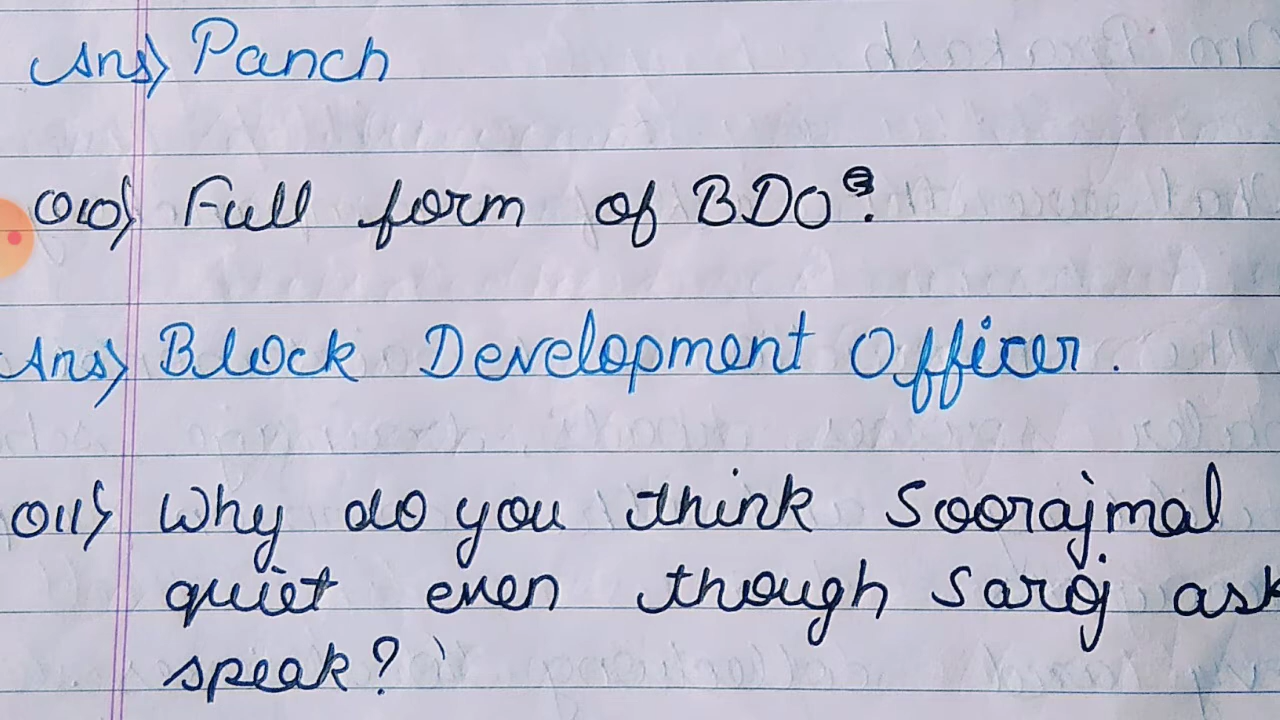 Ans) Panch
Q10) Full form of BDO?
Ans) Block Development Officer.
Q11) Why do you think Soorajmal
quiet even though Saroj ask
speak?